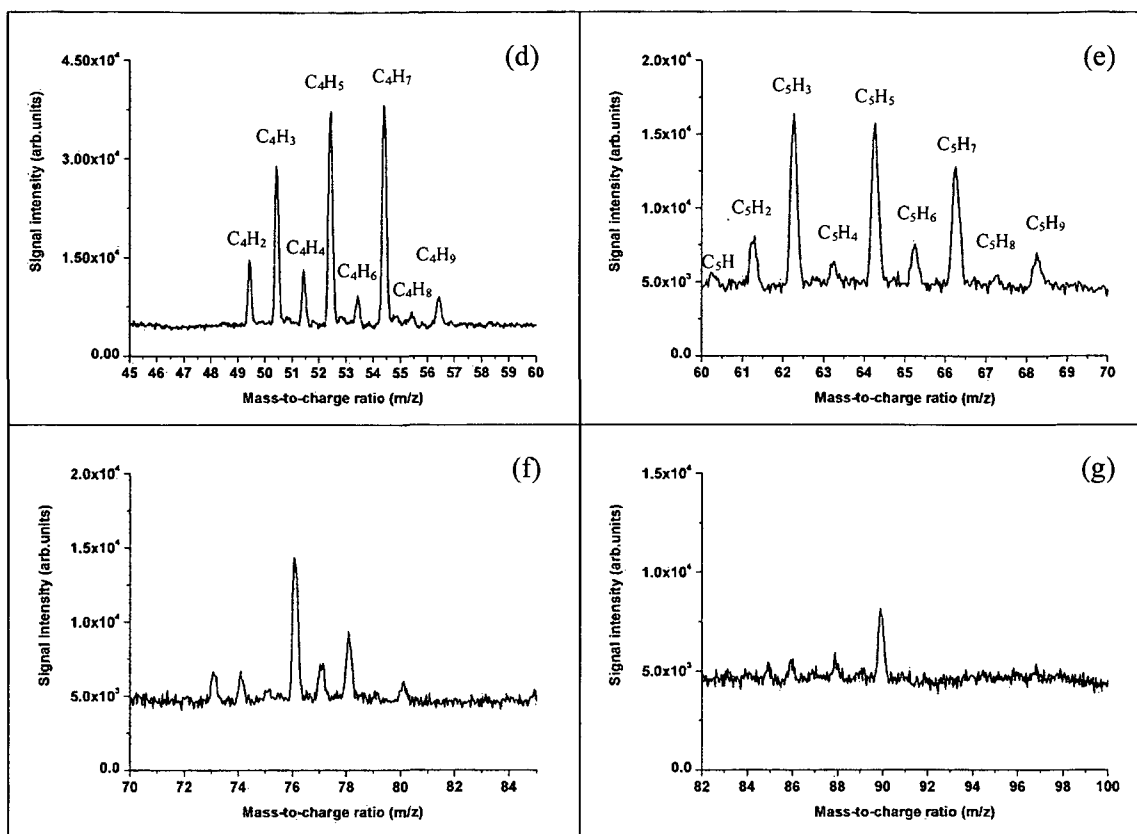 (d)
4.50x10⁴
3.00x10⁴
1.50x10⁴
0.00
Signal intensity (arb.units)
C₄H₂
C₄H₃
C₄H₄
C₄H₅
C₄H₆
C₄H₇
C₄H₈
C₄H₉
45 46 47 48 49 50 51 52 53 54 55 56 57 58 59 60
Mass-to-charge ratio (m/z)
(e)
2.0x10⁴
1.5x10⁴
1.0x10⁴
5.0x10³
0.0
Signal intensity (arb.units)
C₅H
C₅H₂
C₅H₃
C₅H₄
C₅H₅
C₅H₆
C₅H₇
C₅H₈
C₅H₉
60 61 62 63 64 65 66 67 68 69 70
Mass-to-charge ratio (m/z)
(f)
2.0x10⁴
1.5x10⁴
1.0x10⁴
5.0x10³
0.0
Signal intensity (arb.units)
70 72 74 76 78 80 82 84
Mass-to-charge ratio (m/z)
(g)
1.5x10⁴
1.0x10⁴
5.0x10³
0.0
Signal intensity (arb.units)
82 84 86 88 90 92 94 96 98 100
Mass-to-charge ratio (m/z)